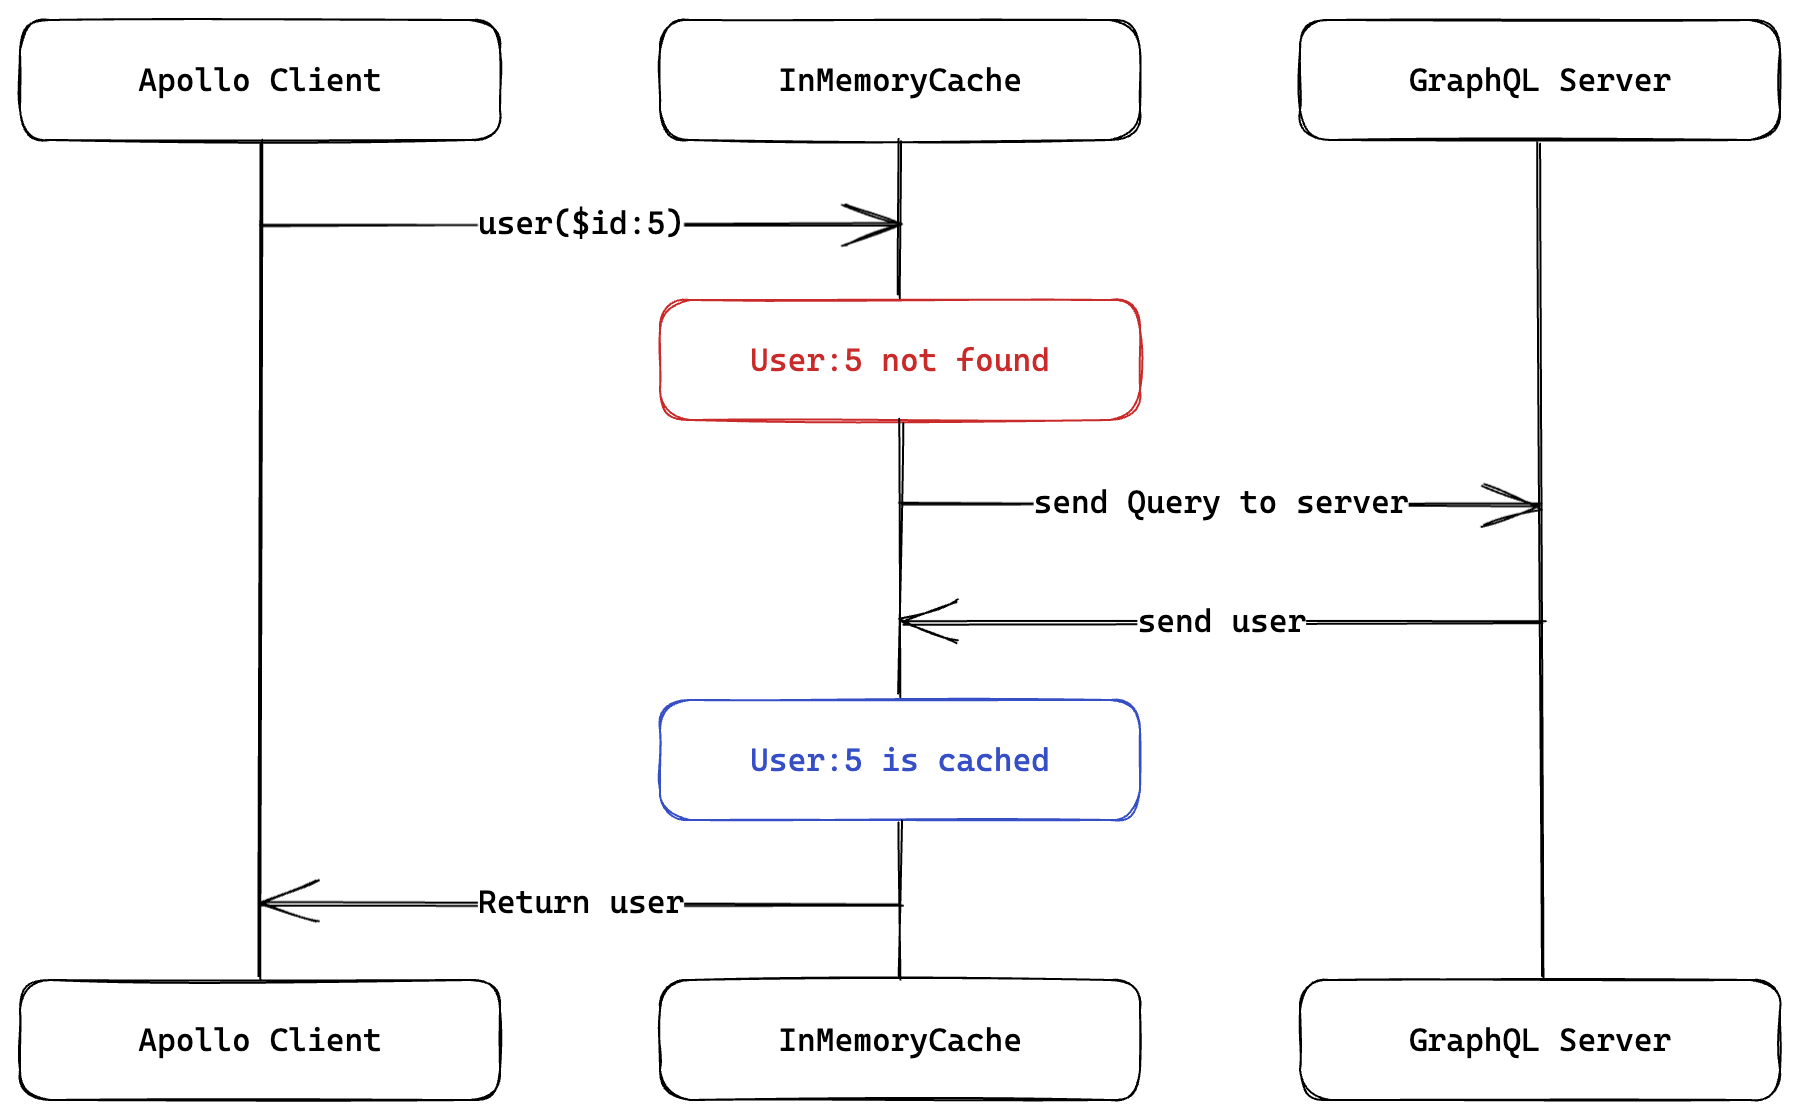 Apollo Client
InMemoryCache
GraphQL Server
user($id:5)
User:5 not found
send Query to server
send user
User:5 is cached
Return user
Apollo Client
InMemoryCache
GraphQL Server